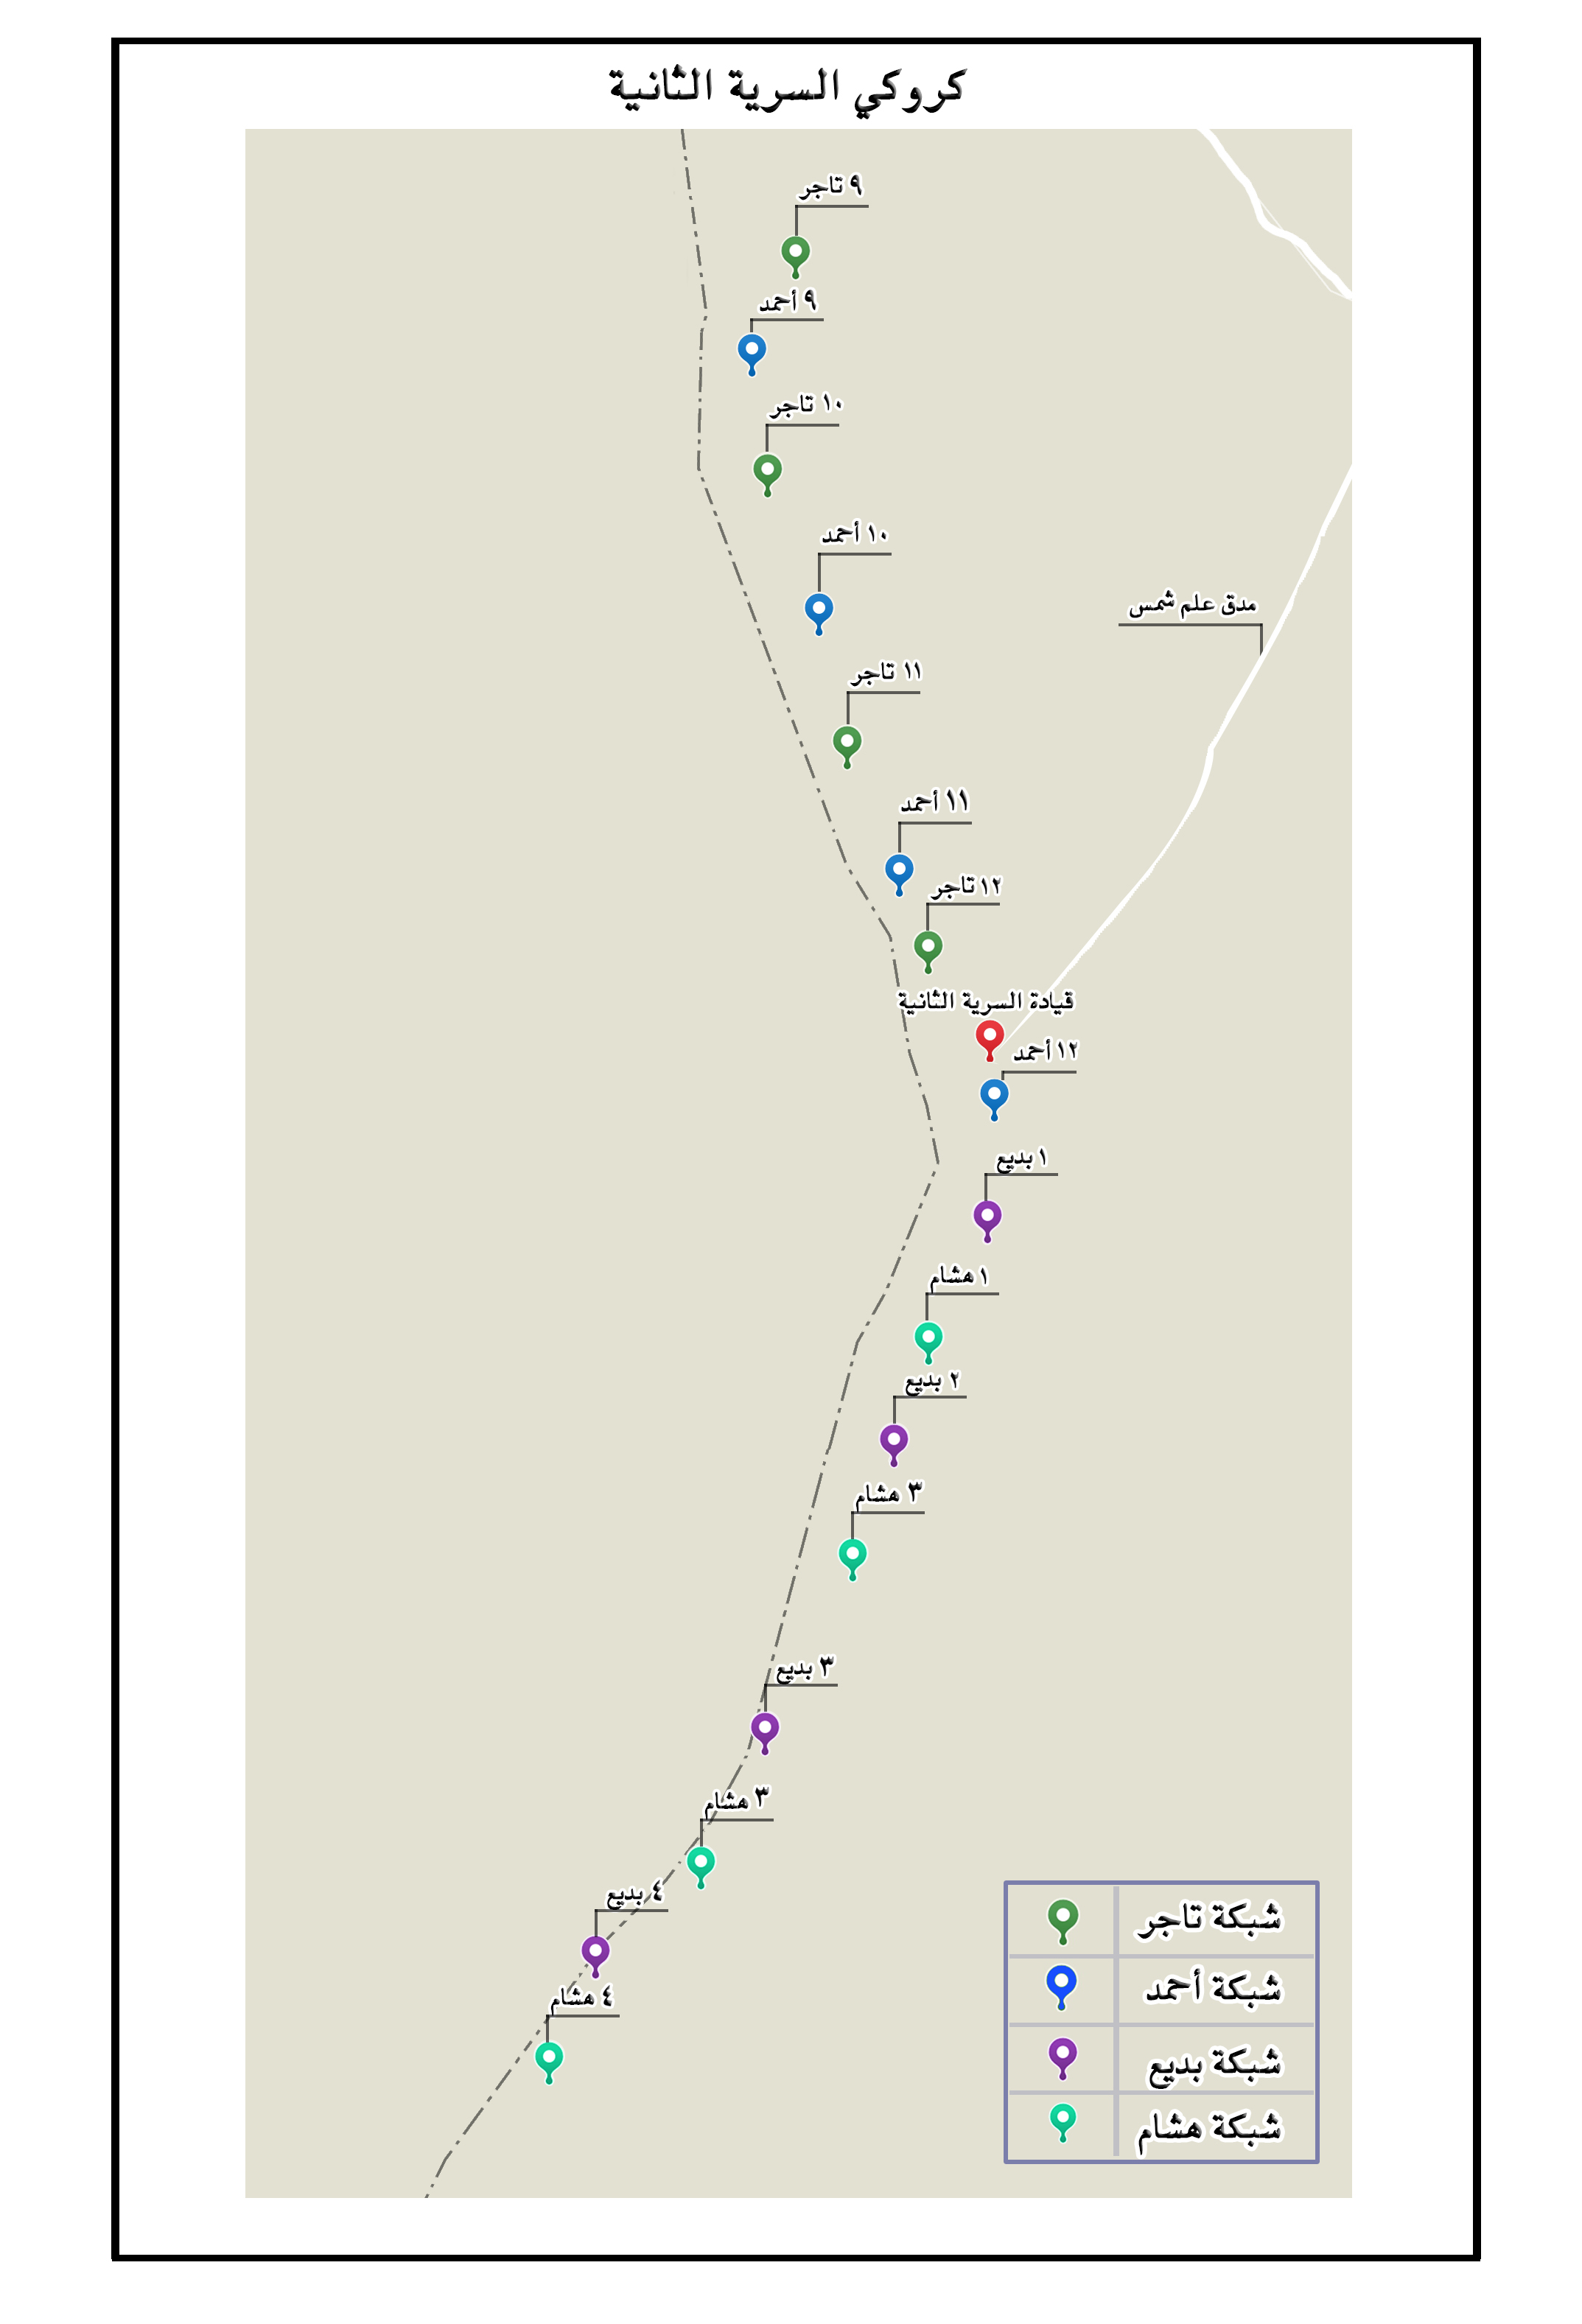 كروكي السرية الثانية
٩ تاجر
٩ أحمد
١٠ تاجر
١٠ أحمد
مدق علم شمس
١١ تاجر
١١ أحمد
١٢ تاجر
قيادة السرية الثانية
١٢ أحمد
١ بديع
١ هشام
٢ بديع
٣ هشام
٣ بديع
٣ هشام
٤ بديع
٤ هشام
شبكة تاجر
شبكة أحمد
شبكة بديع
شبكة هشام